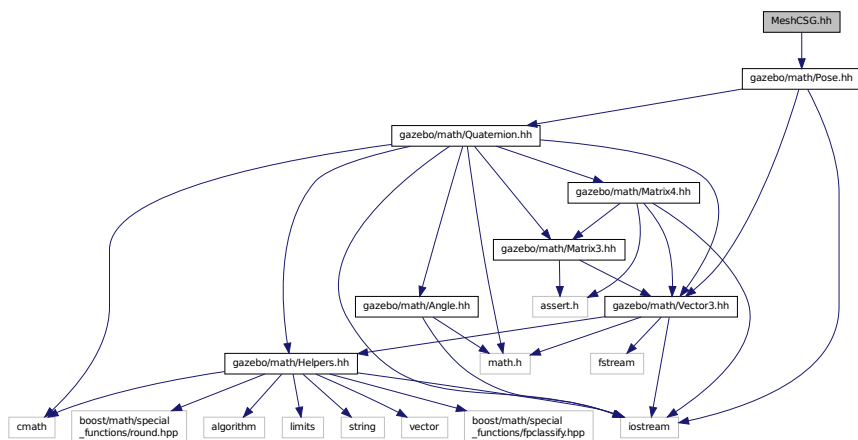 MeshCSG.hh
gazebo/math/Pose.hh
gazebo/math/Quaternion.hh
gazebo/math/Matrix4.hh
gazebo/math/Matrix3.hh
gazebo/math/Angle.hh
assert.h
gazebo/math/Vector3.hh
gazebo/math/Helpers.hh
math.h
fstream
cmath
boost/math/special
_functions/round.hpp
algorithm
limits
string
vector
boost/math/special
_functions/fpclassify.hpp
iostream